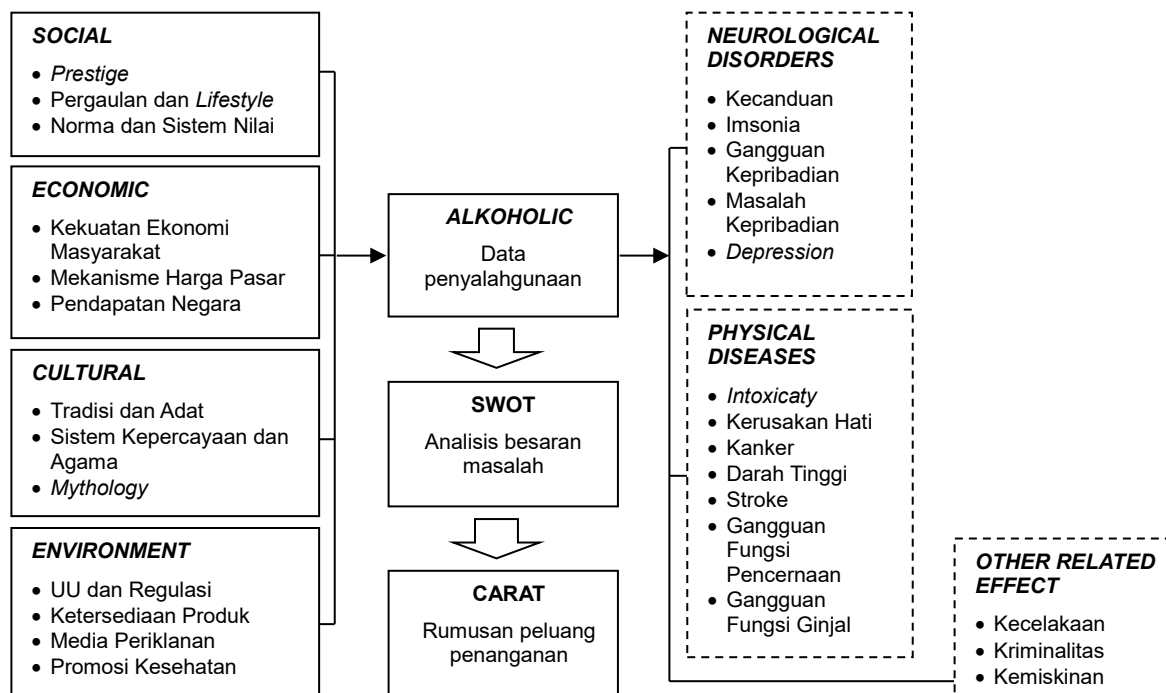 SOCIAL
• Prestige
• Pergaulan dan Lifestyle
• Norma dan Sistem Nilai
ECONOMIC
• Kekuatan Ekonomi
Masyarakat
• Mekanisme Harga Pasar
• Pendapatan Negara
CULTURAL
• Tradisi dan Adat
• Sistem Kepercayaan dan
Agama
• Mythology
ENVIRONMENT
• UU dan Regulasi
• Ketersediaan Produk
• Media Periklanan
• Promosi Kesehatan
ALKOHOLIC
Data
penyalahgunaan
SWOT
Analisis besaran
masalah
CARAT
Rumusan peluang
penanganan
NEUROLOGICAL
DISORDERS
• Kecanduan
• Imsonia
• Gangguan
Kepribadian
• Masalah
Kepribadian
• Depression
PHYSICAL
DISEASES
• Intoxicaty
• Kerusakan Hati
• Kanker
• Darah Tinggi
• Stroke
• Gangguan
Fungsi
Pencernaan
• Gangguan
Fungsi Ginjal
OTHER RELATED
EFFECT
• Kecelakaan
• Kriminalitas
• Kemiskinan